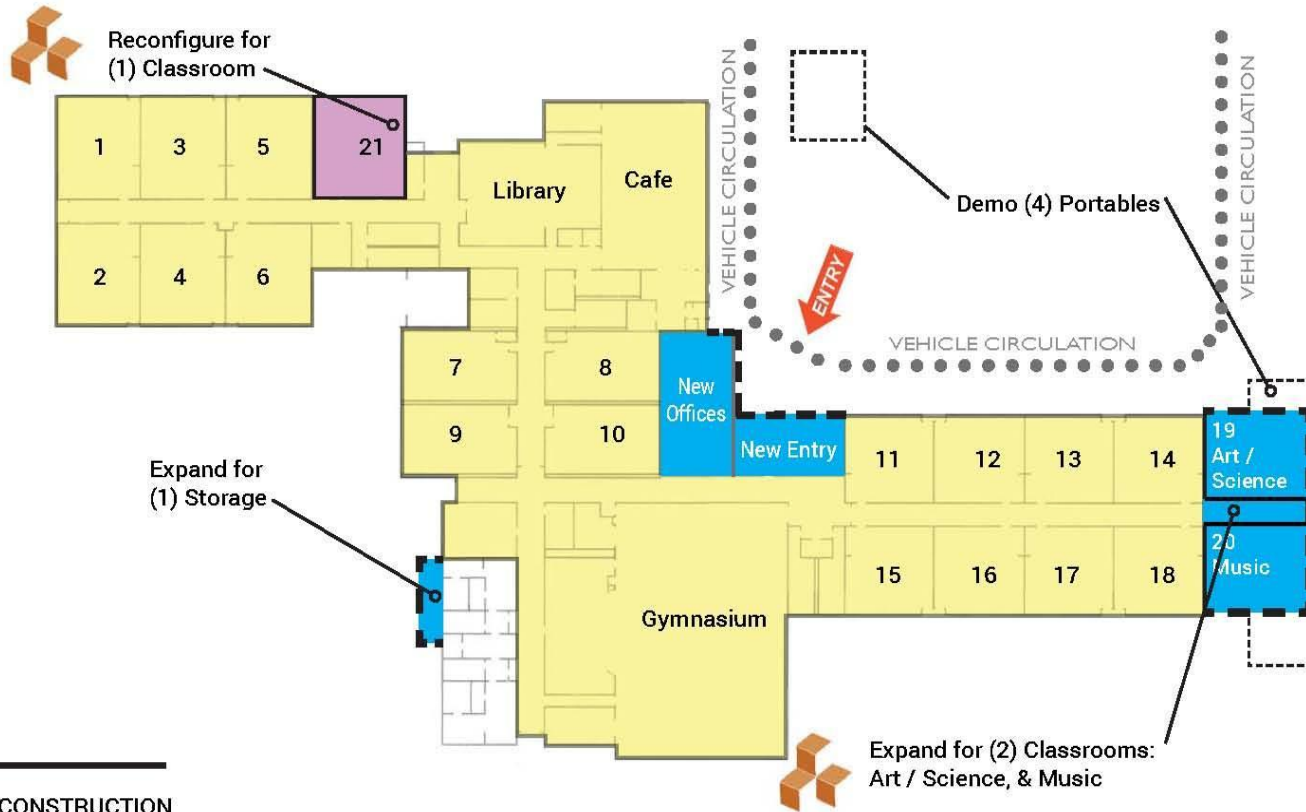 Reconfigure for
(1) Classroom
1
3
5
21
2
4
6
Library
Cafe
VEHICLE CIRCULATION
VEHICLE CIRCULATION
Demo (4) Portables
ENTRY
VEHICLE CIRCULATION
7
8
9
10
New
Offices
New Entry
11
12
13
14
19
Art /
Science
Expand for
(1) Storage
15
16
17
18
20
Music
Gymnasium
Expand for (2) Classrooms:
Art / Science, & Music
CONSTRUCTION